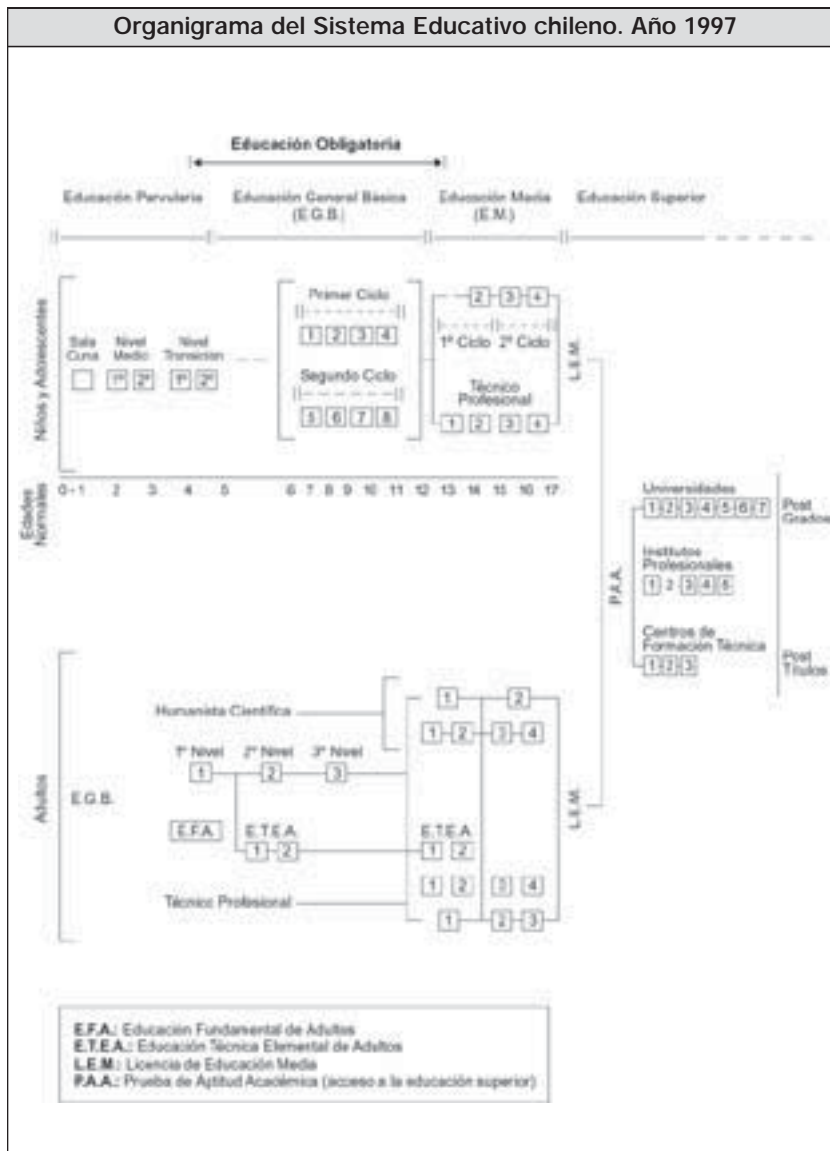 Organigrama del Sistema Educativo chileno. Año 1997
Educación Obligatoria
Educación Parvularia
Educación General Básica
(E.G.B.)
Educación Media
(E.M.)
Educación Superior
Niños y Adolescentes
Sala
Cuna
Nivel
Medio
1º 2º
Nivel
Transición
1º 2º
Primer Ciclo
1 2 3 4
Segundo Ciclo
5 6 7 8
2 3 4
1º Ciclo 2º Ciclo
Técnico
Profesional
1 2 3 4
L.E.M.
Edades
Normales
0-1 2 3 4 5 6 7 8 9 10 11 12 13 14 15 16 17
P.A.A.
Universidades
1 2 3 4 5 6 7
Institutos
Profesionales
1 2 3 4 5
Centros de
Formación Técnica
1 2 3
Post
Grados
Post
Títulos
Adultos
E.G.B.
Humanista Científica
1 2
1 2 3 4
1º Nivel 2º Nivel 3º Nivel
1 2 3
E.F.A.
E.T.E.A.
1 2
E.T.E.A.
1 2
1 2 3 4
Técnico Profesional
1 2 3
L.E.M.
E.F.A.: Educación Fundamental de Adultos
E.T.E.A.: Educación Técnica Elemental de Adultos
L.E.M.: Licencia de Educación Media
P.A.A.: Prueba de Aptitud Académica (acceso a la educación superior)